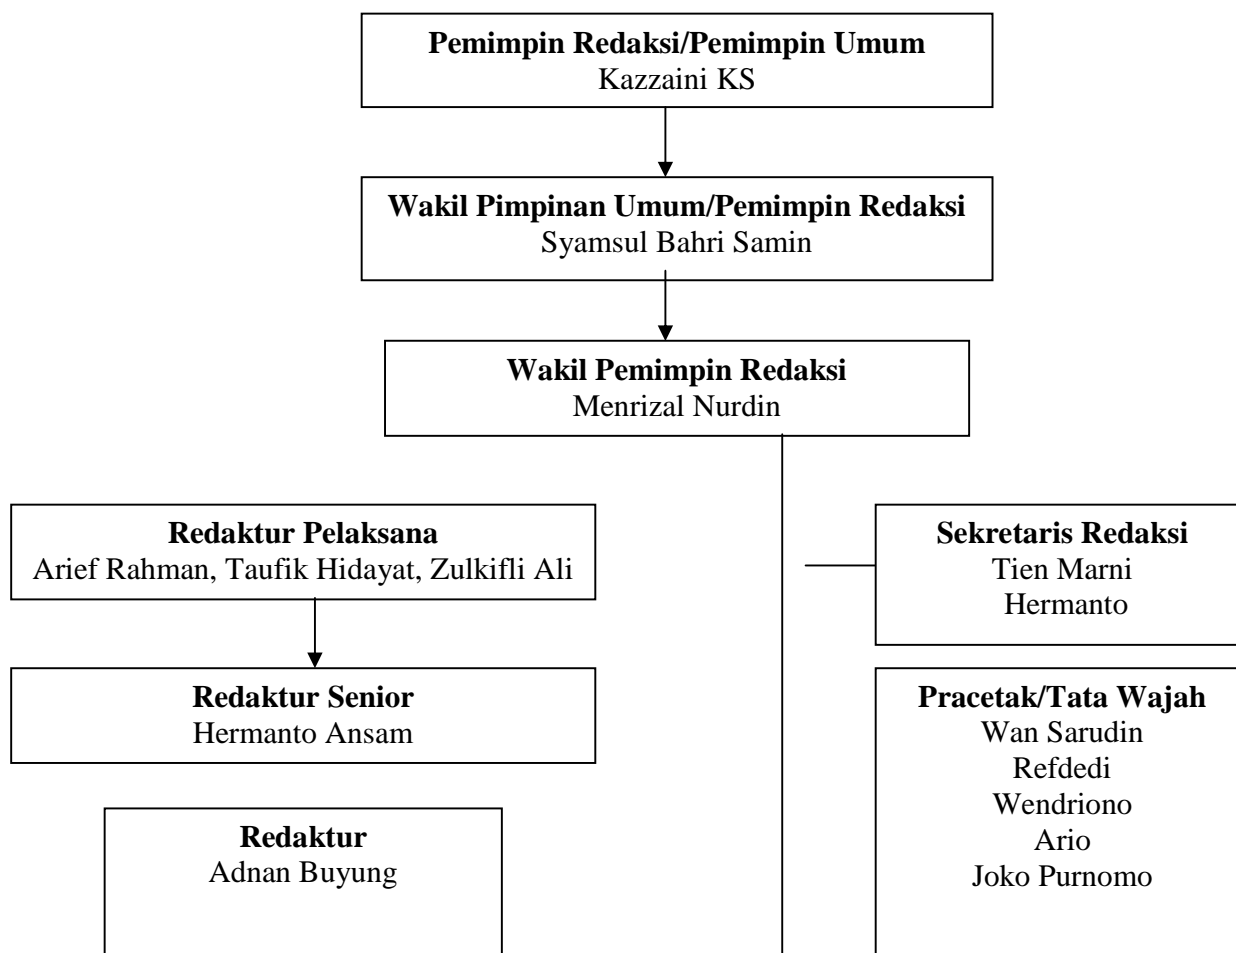 Pemimpin Redaksi/Pemimpin Umum
Kazzaini KS
Wakil Pimpinan Umum/Pemimpin Redaksi
Syamsul Bahri Samin
Wakil Pemimpin Redaksi
Menrizal Nurdin
Redaktur Pelaksana
Arief Rahman, Taufik Hidayat, Zulkifli Ali
Sekretaris Redaksi
Tien Marni
Hermanto
Redaktur Senior
Hermanto Ansam
Pracetak/Tata Wajah
Wan Sarudin
Refdedi
Wendriono
Ario
Joko Purnomo
Redaktur
Adnan Buyung